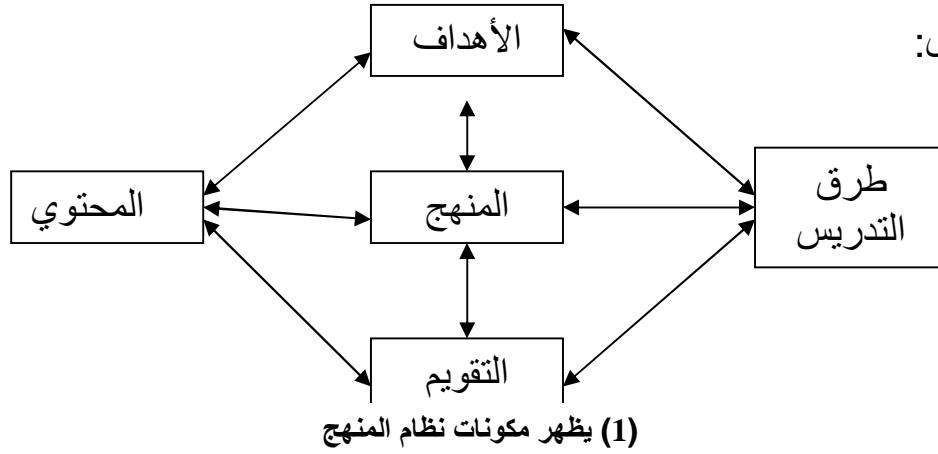 الأهداف
طرق
التدريس
المنهج
المحتوي
التقويم
(1) يظهر مكونات نظام المنهج